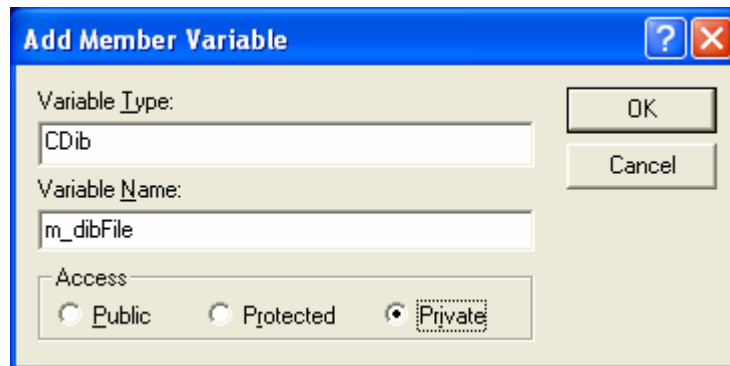 Add Member Variable
Variable Type:
OK
CDib
Cancel
Variable Name:
m_dibFile
Access
Public Protected Private